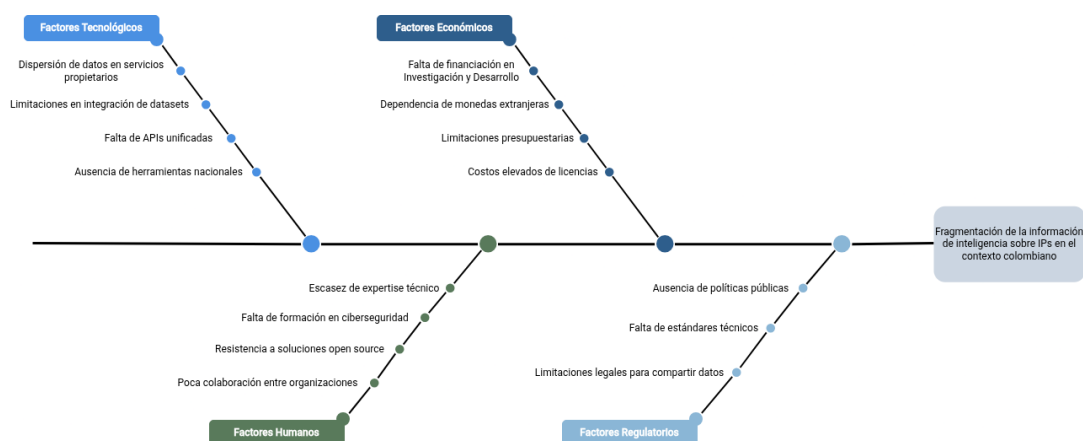 Factores Tecnológicos
Dispersión de datos en servicios
propietarios
Limitaciones en integración de datasets
Falta de APIs unificadas
Ausencia de herramientas nacionales
Factores Económicos
Falta de financiación en
Investigación y Desarrollo
Dependencia de monedas extranjeras
Limitaciones presupuestarias
Costos elevados de licencias
Fragmentación de la información
de inteligencia sobre IPs en el
contexto colombiano
Escasez de expertise técnico
Falta de formación en ciberseguridad
Resistencia a soluciones open source
Poca colaboración entre organizaciones
Factores Humanos
Ausencia de políticas públicas
Falta de estándares técnicos
Limitaciones legales para compartir datos
Factores Regulatorios